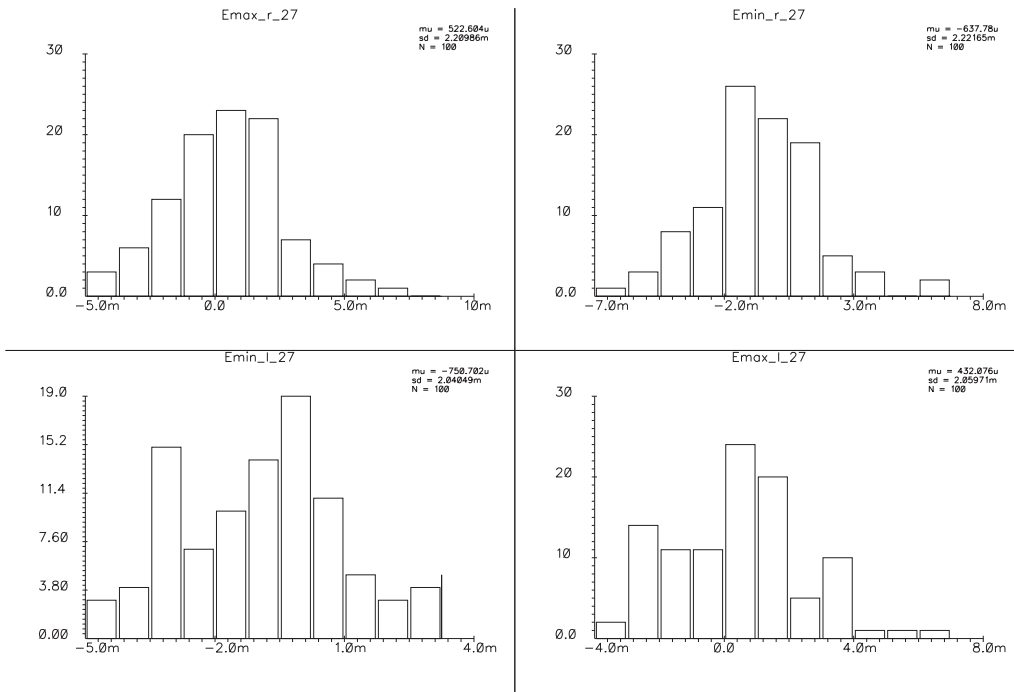 Emax_r_27
mu = 522.604u
sd = 2.20986m
N = 100
30
20
10
0.0
-5.0m 0.0 5.0m 10m
Emin_r_27
mu = -637.78u
sd = 2.22165m
N = 100
30
20
10
0.0
-7.0m -2.0m 3.0m 8.0m
Emin_l_27
mu = -750.702u
sd = 2.04049m
N = 100
19.0
15.2
11.4
7.60
3.80
0.00
-5.0m -2.0m 1.0m 4.0m
Emax_l_27
mu = 432.076u
sd = 2.05971m
N = 100
30
20
10
0.0
-4.0m 0.0 4.0m 8.0m